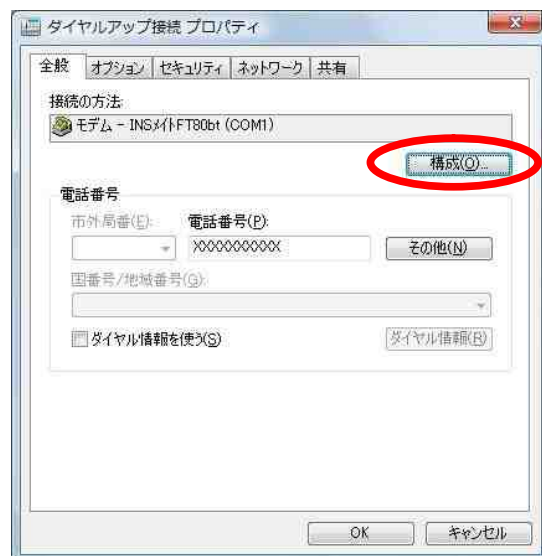 ダイヤルアップ接続 プロパティ
全般 オプション セキュリティ ネットワーク 共有
接続の方法:
モデム - INSメイトFT80bt (COM1)
構成(O)...
電話番号
市外局番(E): 電話番号(P):
XXXXXXXXXXX その他(N)
国番号/地域番号(G):
ダイヤル情報を使う(S) ダイヤル情報(R)
OK キャンセル